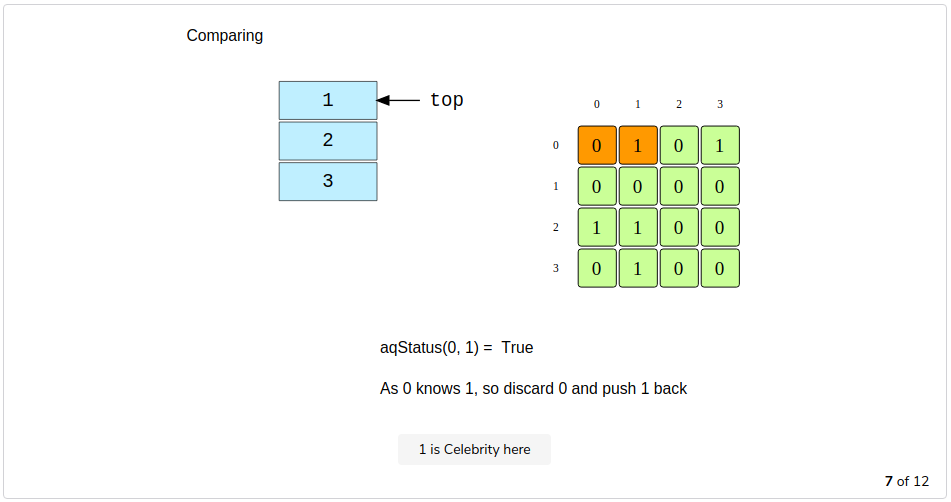 Comparing
1 top
2
3
0 1 2 3
0 0 1 0 1
1 0 0 0 0
2 1 1 0 0
3 0 1 0 0
aqStatus(0, 1) = True
As 0 knows 1, so discard 0 and push 1 back
1 is Celebrity here
7 of 12